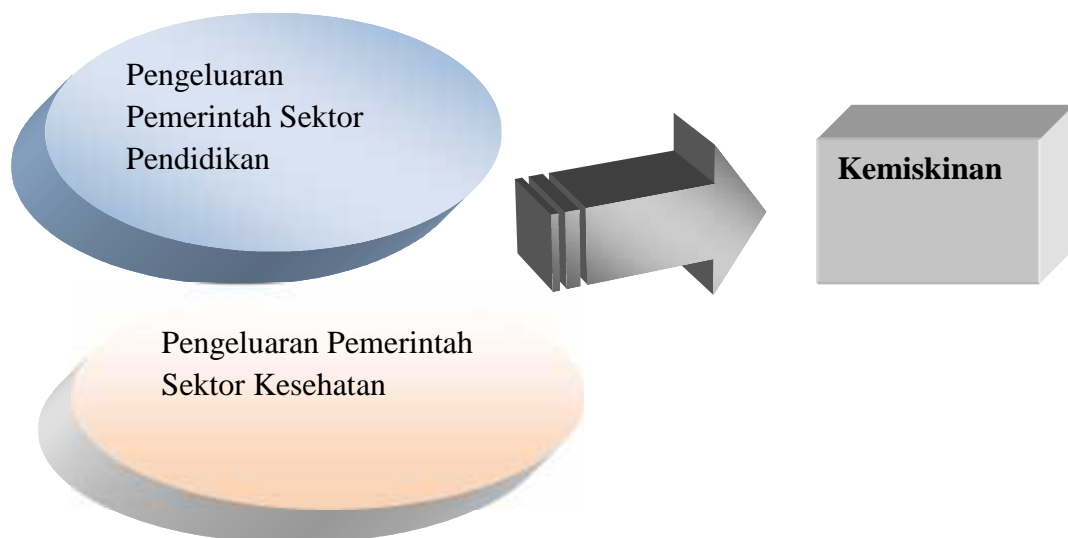 Pengeluaran
Pemerintah Sektor
Pendidikan
Kemiskinan
Pengeluaran Pemerintah
Sektor Kesehatan